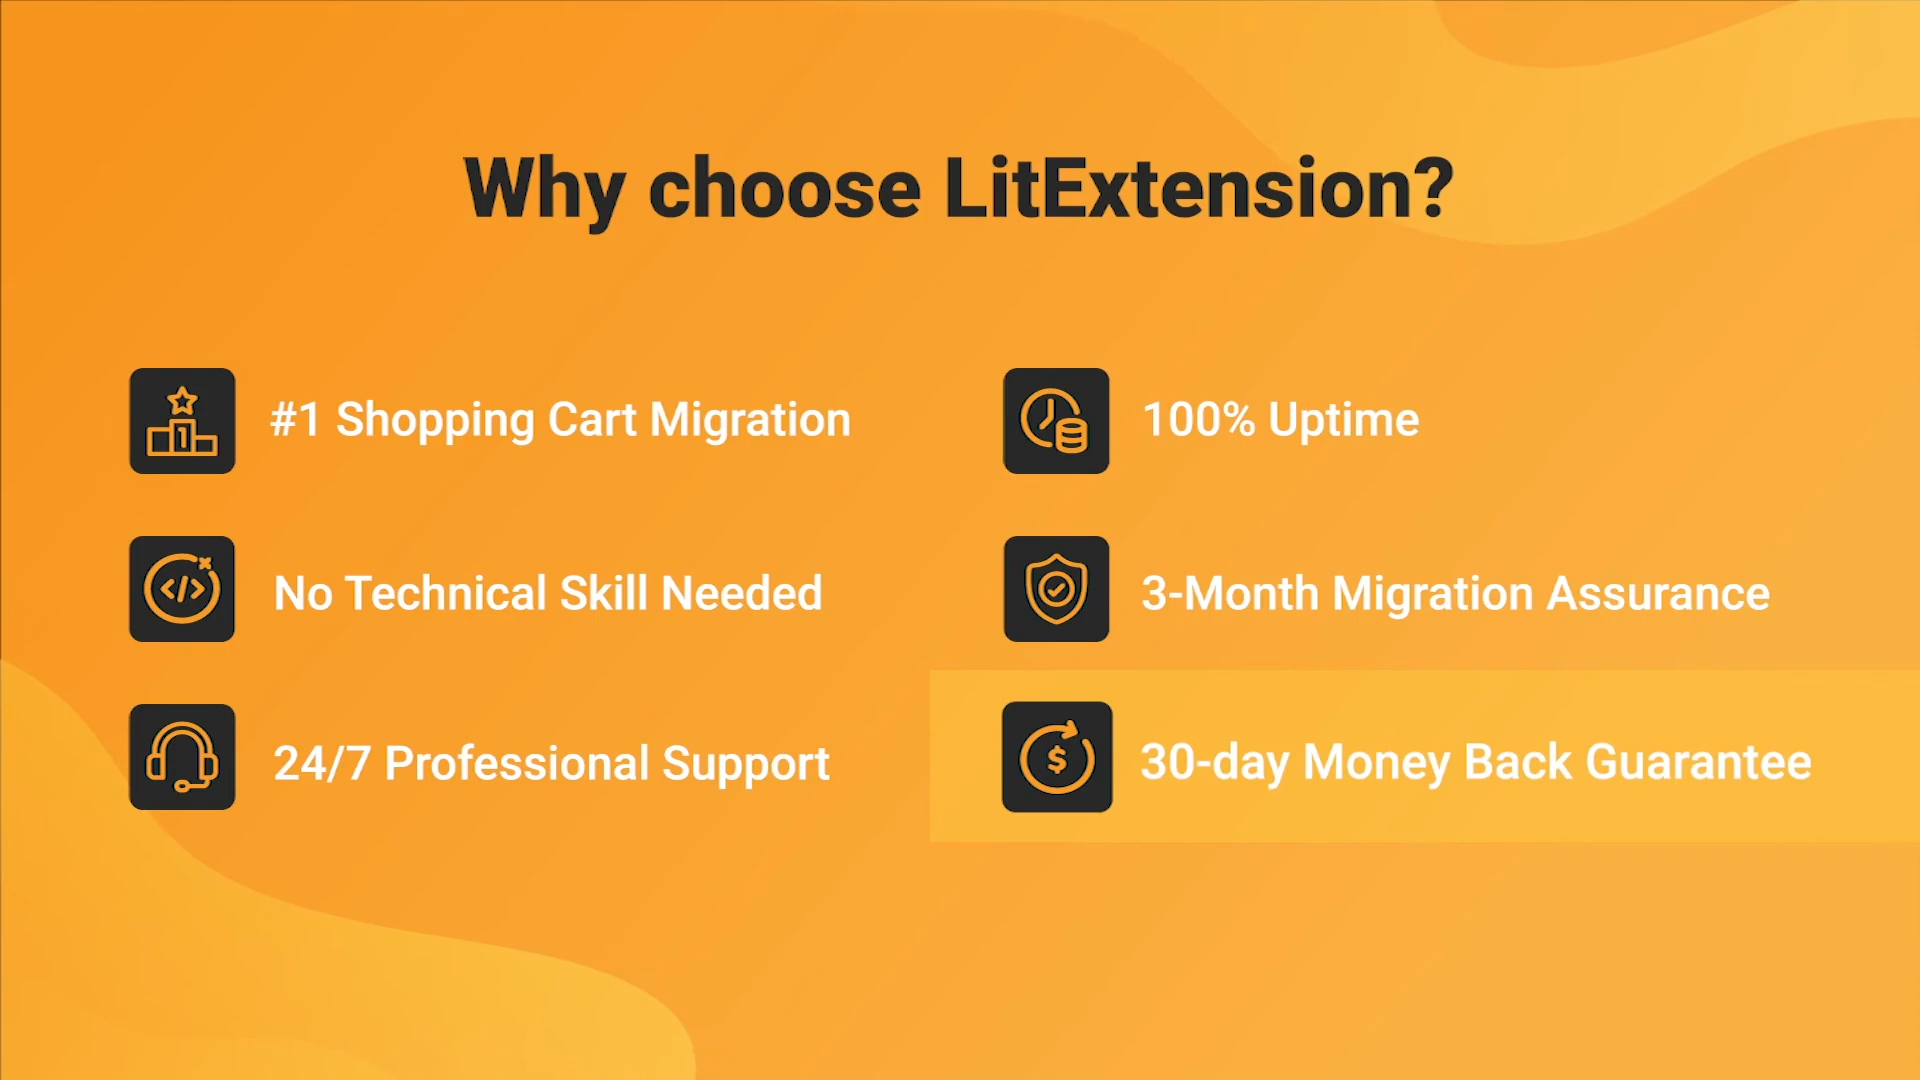 Why choose LitExtension?
#1 Shopping Cart Migration
No Technical Skill Needed
24/7 Professional Support
100% Uptime
3-Month Migration Assurance
30-day Money Back Guarantee